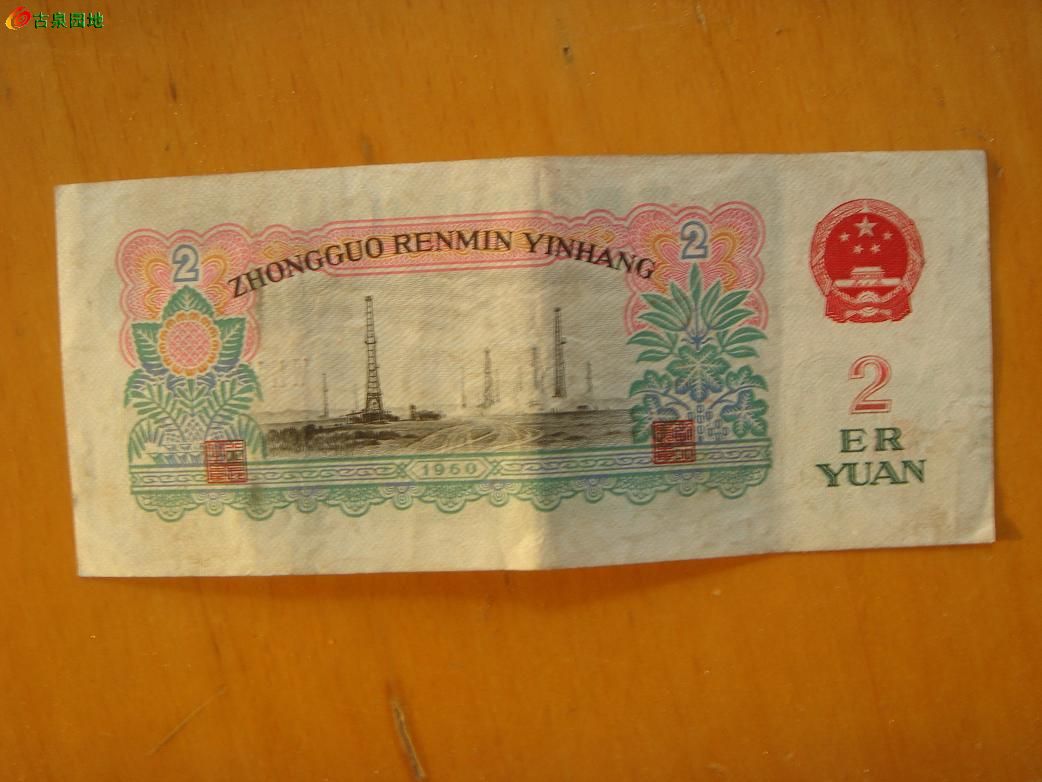 古泉园地
2
2
ZHONGGUO RENMIN YINHANG
1960
2
ER
YUAN